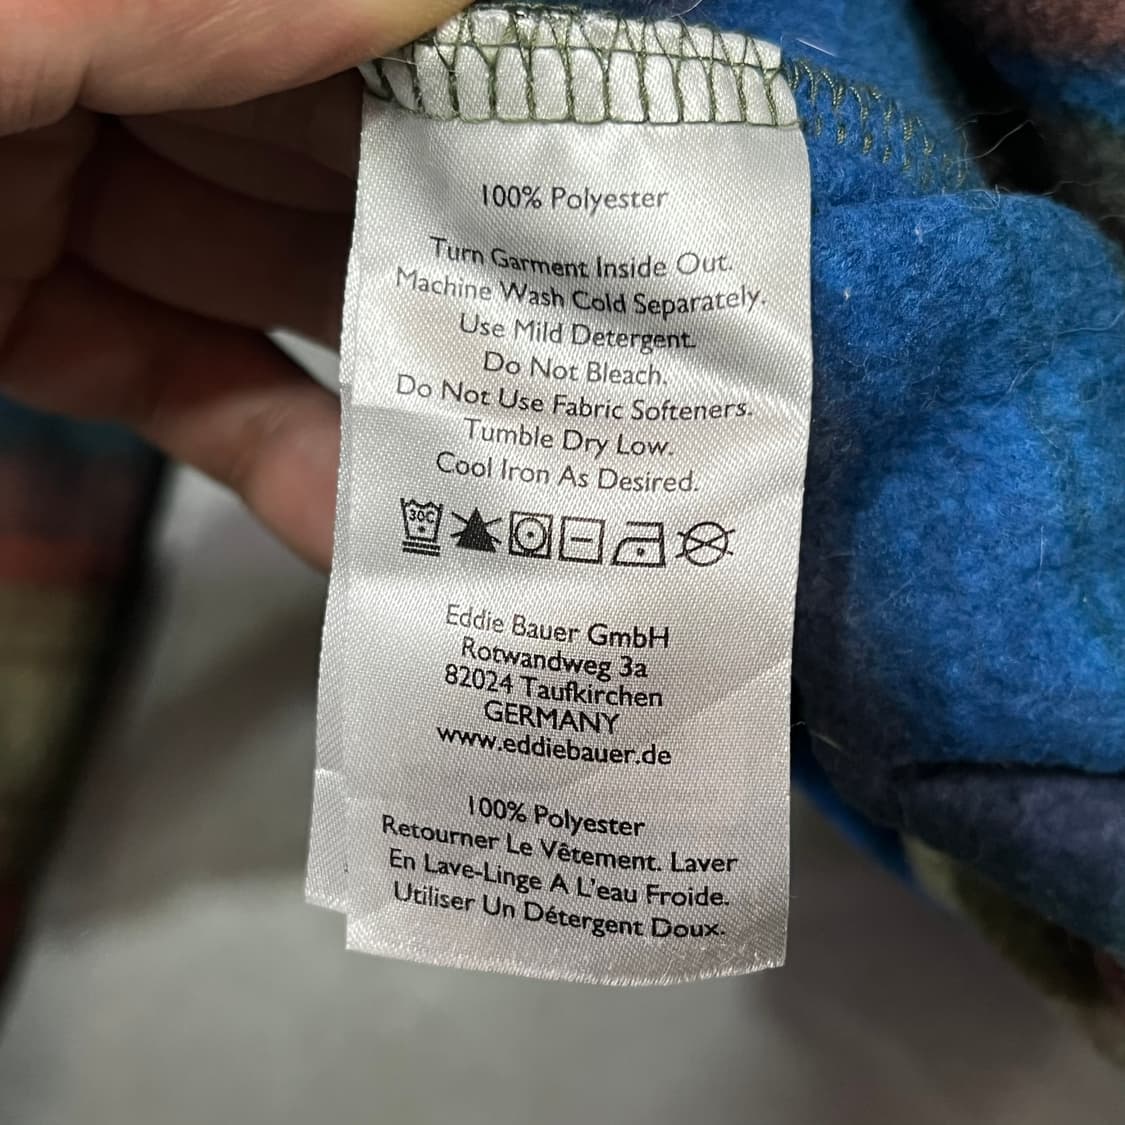 100% Polyester
Turn Garment Inside Out.
Machine Wash Cold Separately.
Use Mild Detergent.
Do Not Bleach.
Do Not Use Fabric Softeners.
Tumble Dry Low.
Cool Iron As Desired.
30C
Eddie Bauer GmbH
Rotwandweg 3a
82024 Taufkirchen
GERMANY
www.eddiebauer.de
100% Polyester
Retourner Le Vêtement. Laver
En Lave-Linge A L'eau Froide.
Utiliser Un Détergent Doux.